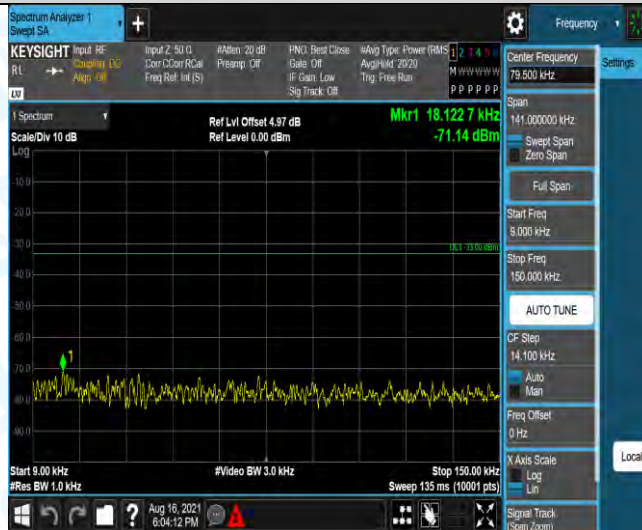 Spectrum Analyzer 1
Swept SA
Frequency
KEYSIGHT
RL
Input: RF
Coupling: DC
Align: Off
Input Z: 50 Ω
Corr CCorr RCal
Freq Ref: Int (S)
#Atten: 20 dB
Preamp: Off
PNO: Best Close
Gate: Off
IF Gain: Low
Sig Track: Off
#Avg Type: Power (RMS
Avg|Hold: 20/20
Trig: Free Run
1 2 3 4 5 6
M W W W W W
P P P P P P
LXI
1 Spectrum
Scale/Div 10 dB
Log
Ref Lvl Offset 4.97 dB
Ref Level 0.00 dBm
Mkr1 18.122 7 kHz
-71.14 dBm
-10.0
-20.0
-30.0
-40.0
-50.0
-60.0
-70.0
-80.0
-90.0
DL1 -33.00 dBm
1
Start 9.00 kHz
#Res BW 1.0 kHz
#Video BW 3.0 kHz
Stop 150.00 kHz
Sweep 135 ms (10001 pts)
Aug 16, 2021
6:04:12 PM
Center Frequency
79.500 kHz
Settings
Span
141.000000 kHz
Swept Span
Zero Span
Full Span
Start Freq
9.000 kHz
Stop Freq
150.000 kHz
AUTO TUNE
CF Step
14.100 kHz
Auto
Man
Freq Offset
0 Hz
X Axis Scale
Log
Lin
Local
Signal Track
(Span Zoom)